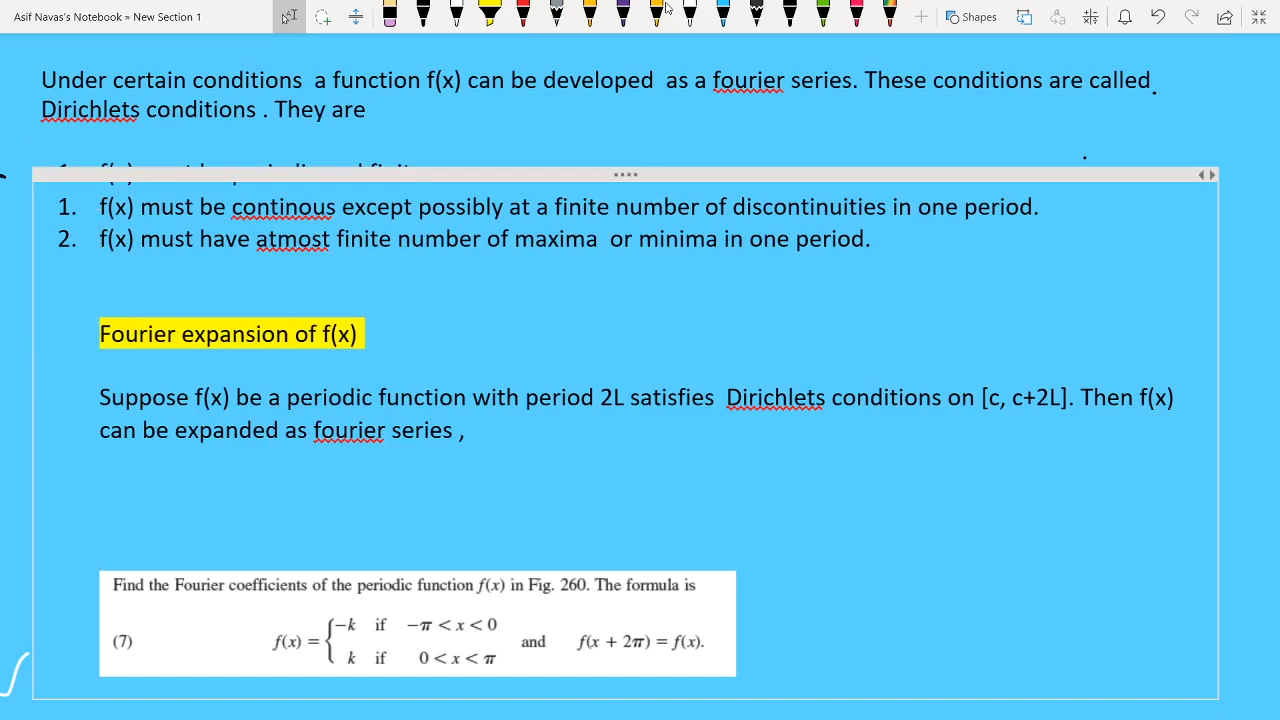 Asif Navas's Notebook » New Section 1
Shapes
Under certain conditions a function f(x) can be developed as a fourier series. These conditions are called
Dirichlets conditions . They are
1. f(x) must be continous except possibly at a finite number of discontinuities in one period.
2. f(x) must have atmost finite number of maxima or minima in one period.
Fourier expansion of f(x)
Suppose f(x) be a periodic function with period 2L satisfies Dirichlets conditions on [c, c+2L]. Then f(x)
can be expanded as fourier series ,
Find the Fourier coefficients of the periodic function f(x) in Fig. 260. The formula is
(7) f(x) = { −k if −π < x < 0 and f(x + 2π) = f(x).
k if 0 < x < π